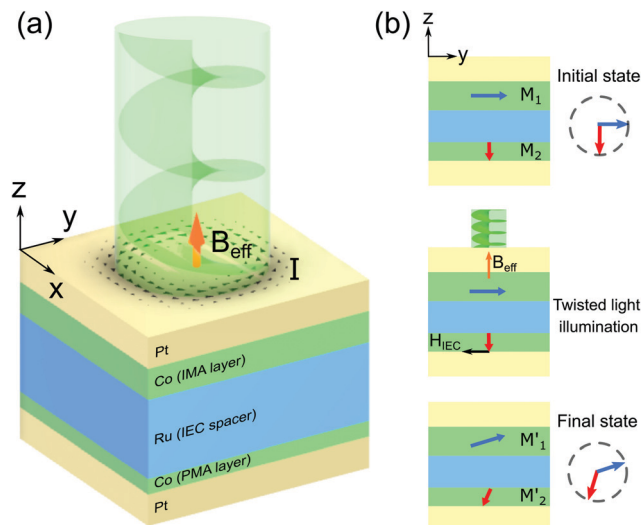 (a)
z
y
x
B_eff
I
Pt
Co (IMA layer)
Ru (IEC spacer)
Co (PMA layer)
Pt
(b)
z
y
Initial state
M_1
M_2
B_eff
Twisted light
illumination
H_IEC
Final state
M'_1
M'_2